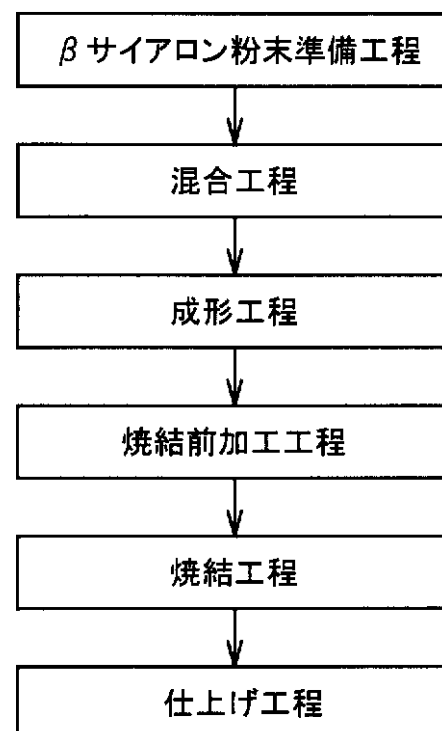 βサイアロン粉末準備工程
混合工程
成形工程
焼結前加工工程
焼結工程
仕上げ工程